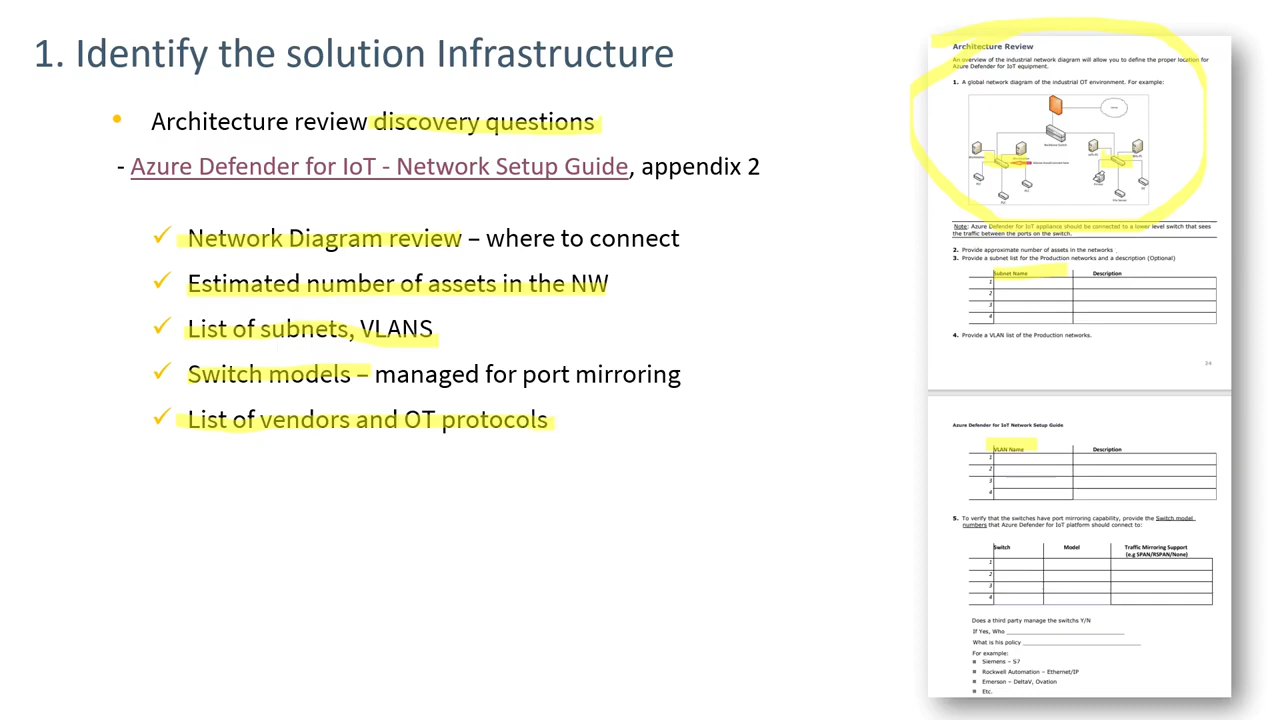 1. Identify the solution Infrastructure
• Architecture review discovery questions
- Azure Defender for IoT - Network Setup Guide, appendix 2
✓ Network Diagram review – where to connect
✓ Estimated number of assets in the NW
✓ List of subnets, VLANS
✓ Switch models – managed for port mirroring
✓ List of vendors and OT protocols
Architecture Review
An overview of the industrial network diagram will allow you to define the proper location for
Azure Defender for IoT equipment.
1. A global network diagram of the industrial OT environment. For example:
Note: Azure Defender for IoT appliance should be connected to a lower level switch that sees
the traffic between the ports on the switch.
2. Provide approximate number of assets in the networks
3. Provide a subnet list for the Production networks and a description (Optional)
Subnet Name Description
1
2
3
4
4. Provide a VLAN list of the Production networks.
24
Azure Defender for IoT Network Setup Guide
VLAN Name Description
1
2
3
4
5. To verify that the switches have port mirroring capability, provide the Switch model
numbers that Azure Defender for IoT platform should connect to:
Switch Model Traffic Mirroring Support
(e.g SPAN/RSPAN/None)
1
2
3
4
Does a third party manage the switchs Y/N
If Yes, Who
What is his policy
For example:
■ Siemens – S7
■ Rockwell Automation – Ethernet/IP
■ Emerson – DeltaV, Ovation
■ Etc.